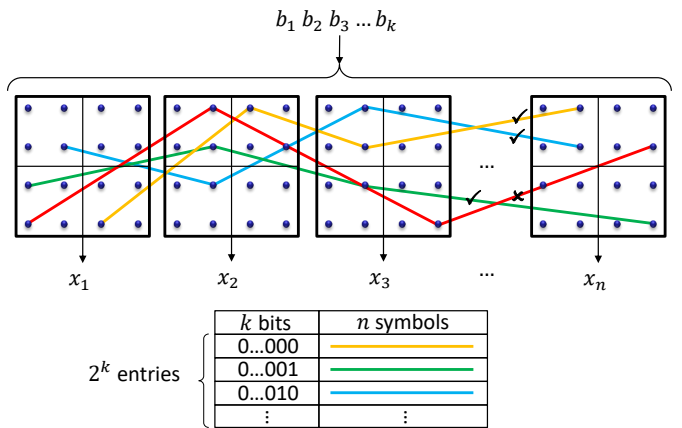 b₁ b₂ b₃ … bₖ
...
x₁ x₂ x₃ ... xₙ
k bits n symbols
0…000
0…001
2ᵏ entries
0…010
⋮ ⋮